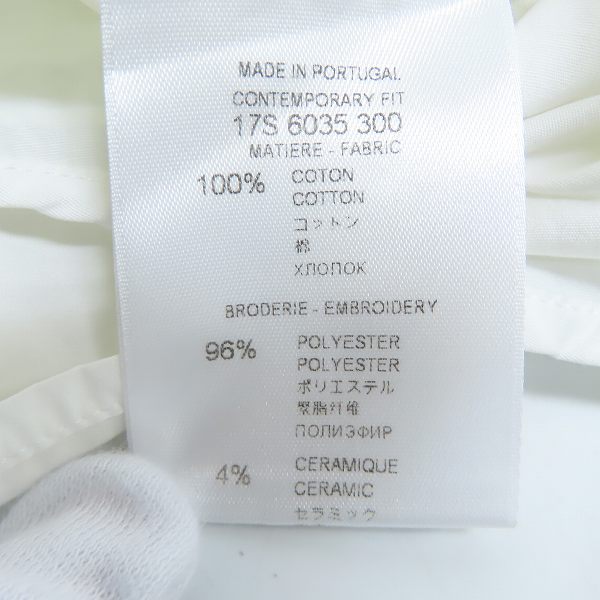 MADE IN PORTUGAL
CONTEMPORARY FIT
17S 6035 300
MATIERE - FABRIC
100% COTON
COTTON
コットン
棉
ХЛОПОК
BRODERIE - EMBROIDERY
96% POLYESTER
POLYESTER
ポリエステル
聚脂纤维
ПОЛИЭФИР
4% CERAMIQUE
CERAMIC
セラミック